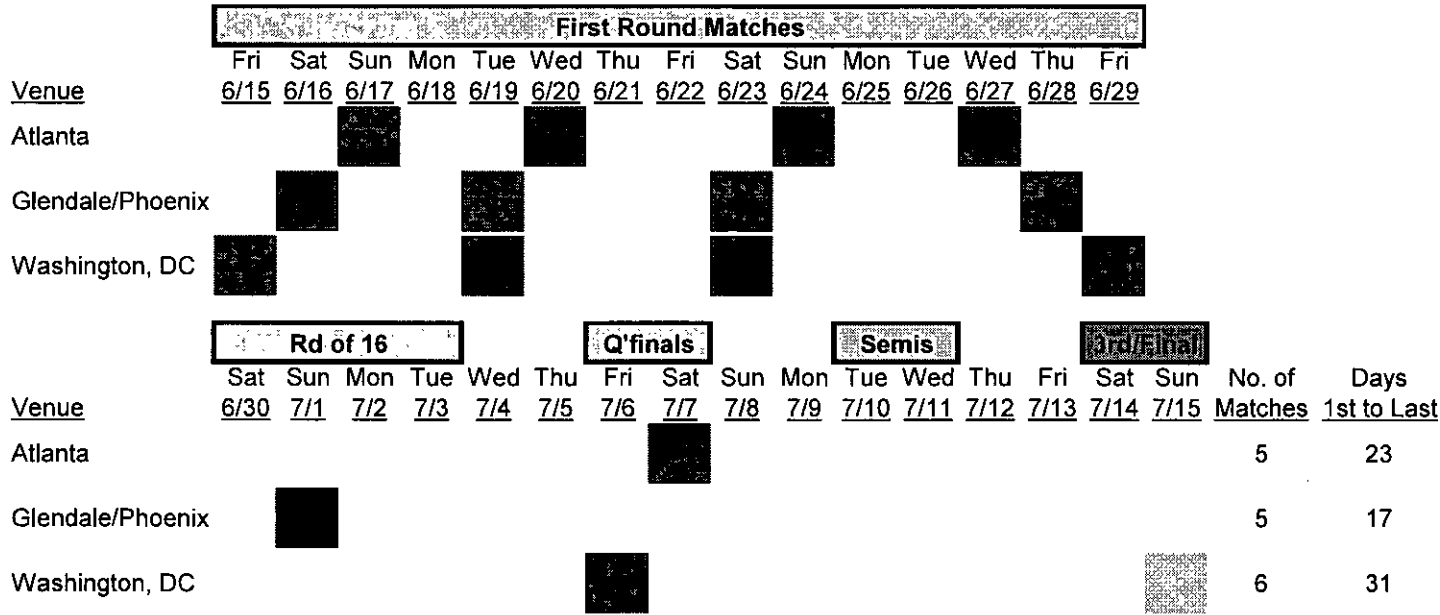 First Round Matches
Fri Sat Sun Mon Tue Wed Thu Fri Sat Sun Mon Tue Wed Thu Fri
Venue 6/15 6/16 6/17 6/18 6/19 6/20 6/21 6/22 6/23 6/24 6/25 6/26 6/27 6/28 6/29
Atlanta
Glendale/Phoenix
Washington, DC
Rd of 16 Q'finals Semis 3rd/Final
Sat Sun Mon Tue Wed Thu Fri Sat Sun Mon Tue Wed Thu Fri Sat Sun No. of Days
Venue 6/30 7/1 7/2 7/3 7/4 7/5 7/6 7/7 7/8 7/9 7/10 7/11 7/12 7/13 7/14 7/15 Matches 1st to Last
Atlanta 5 23
Glendale/Phoenix 5 17
Washington, DC 6 31